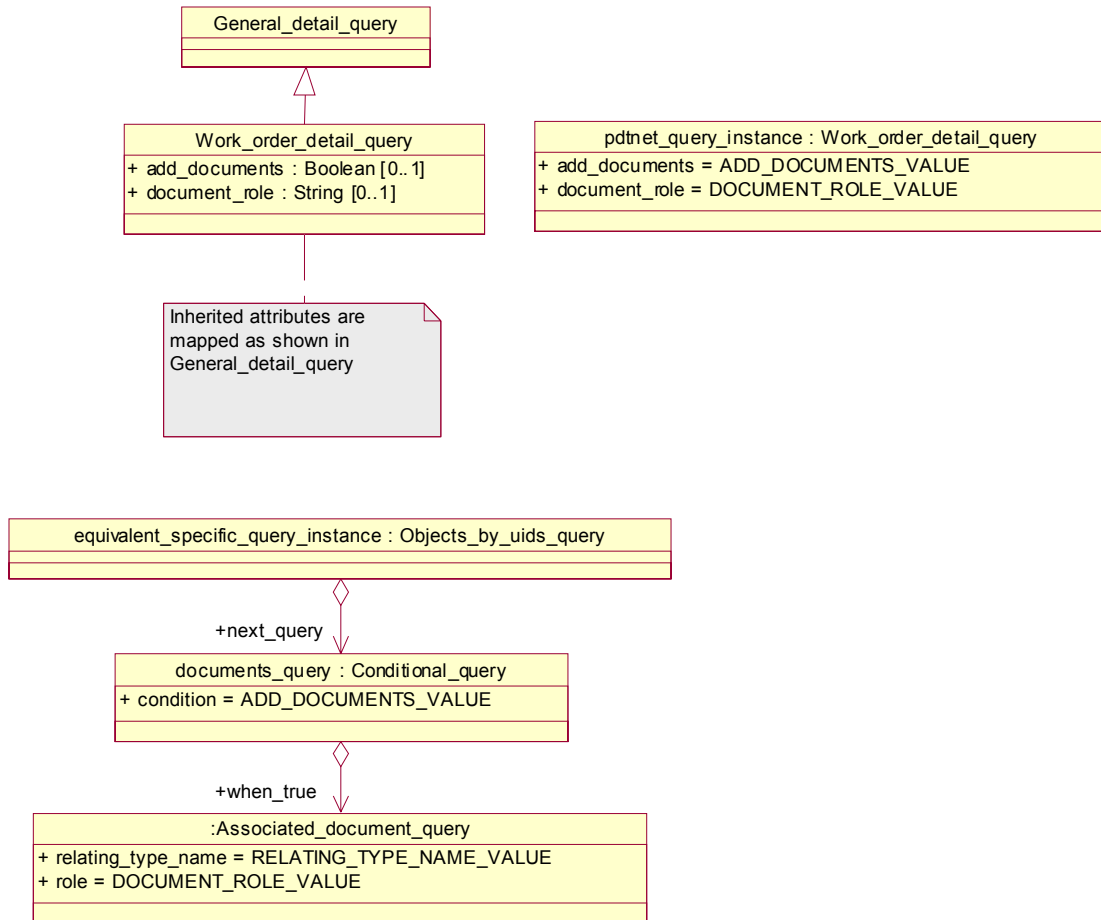 General_detail_query
Work_order_detail_query
+ add_documents : Boolean [0..1]
+ document_role : String [0..1]
pdtnet_query_instance : Work_order_detail_query
+ add_documents = ADD_DOCUMENTS_VALUE
+ document_role = DOCUMENT_ROLE_VALUE
Inherited attributes are
mapped as shown in
General_detail_query
equivalent_specific_query_instance : Objects_by_uids_query
+next_query
documents_query : Conditional_query
+ condition = ADD_DOCUMENTS_VALUE
+when_true
:Associated_document_query
+ relating_type_name = RELATING_TYPE_NAME_VALUE
+ role = DOCUMENT_ROLE_VALUE